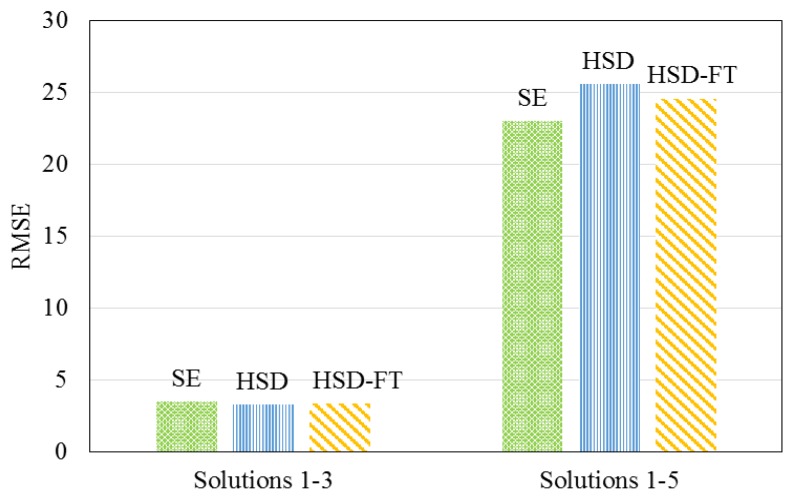 30
25
20
15
10
5
0
RMSE
SE
HSD
HSD-FT
SE
HSD
HSD-FT
Solutions 1-3
Solutions 1-5